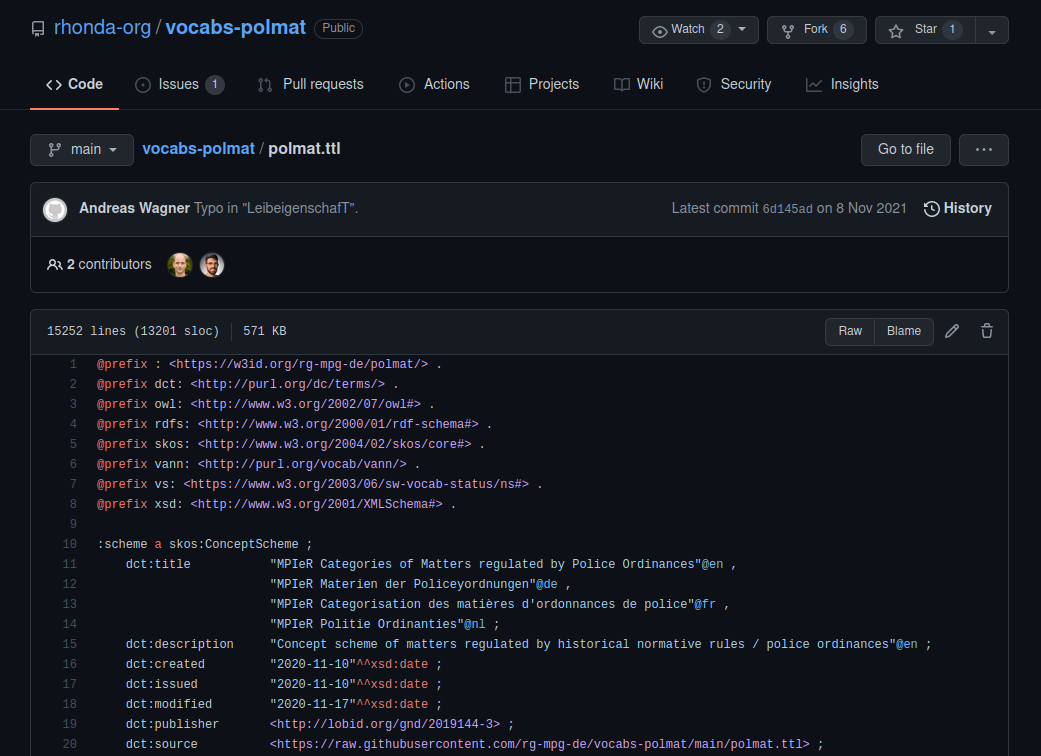 rhonda-org / vocabs-polmat Public Watch 2 Fork 6 Star 1
Code Issues 1 Pull requests Actions Projects Wiki Security Insights
main vocabs-polmat / polmat.ttl Go to file ...
Andreas Wagner Typo in "LeibeigenschafT". Latest commit 6d145ad on 8 Nov 2021 History
2 contributors
15252 lines (13201 sloc) 571 KB Raw Blame
1 @prefix : <https://w3id.org/rg-mpg-de/polmat/> .
2 @prefix dct: <http://purl.org/dc/terms/> .
3 @prefix owl: <http://www.w3.org/2002/07/owl#> .
4 @prefix rdfs: <http://www.w3.org/2000/01/rdf-schema#> .
5 @prefix skos: <http://www.w3.org/2004/02/skos/core#> .
6 @prefix vann: <http://purl.org/vocab/vann/> .
7 @prefix vs: <https://www.w3.org/2003/06/sw-vocab-status/ns#> .
8 @prefix xsd: <http://www.w3.org/2001/XMLSchema#> .
9
10 :scheme a skos:ConceptScheme ;
11 dct:title "MPIeR Categories of Matters regulated by Police Ordinances"@en ,
12 "MPIeR Materien der Policeyordnungen"@de ,
13 "MPIeR Categorisation des matières d'ordonnances de police"@fr ,
14 "MPIeR Politie Ordinanties"@nl ;
15 dct:description "Concept scheme of matters regulated by historical normative rules / police ordinances"@en ;
16 dct:created "2020-11-10"^^xsd:date ;
17 dct:issued "2020-11-10"^^xsd:date ;
18 dct:modified "2020-11-17"^^xsd:date ;
19 dct:publisher <http://lobid.org/gnd/2019144-3> ;
20 dct:source <https://raw.githubusercontent.com/rg-mpg-de/vocabs-polmat/main/polmat.ttl> ;